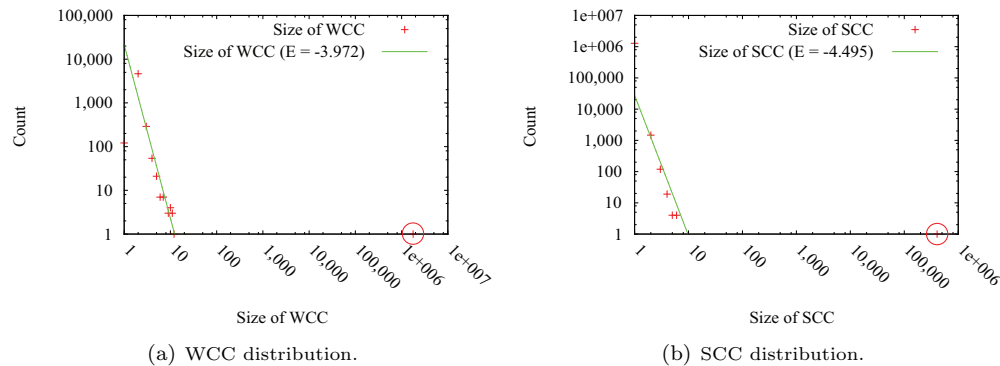 100,000
10,000
1,000
100
10
1
Count
Size of WCC
Size of WCC (E = -3.972)
1
10
100
1,000
10,000
100,000
1e+006
1e+007
Size of WCC
(a) WCC distribution.
1e+007
1e+006
100,000
10,000
1,000
100
10
1
Count
Size of SCC
Size of SCC (E = -4.495)
1
10
100
1,000
10,000
100,000
1e+006
Size of SCC
(b) SCC distribution.